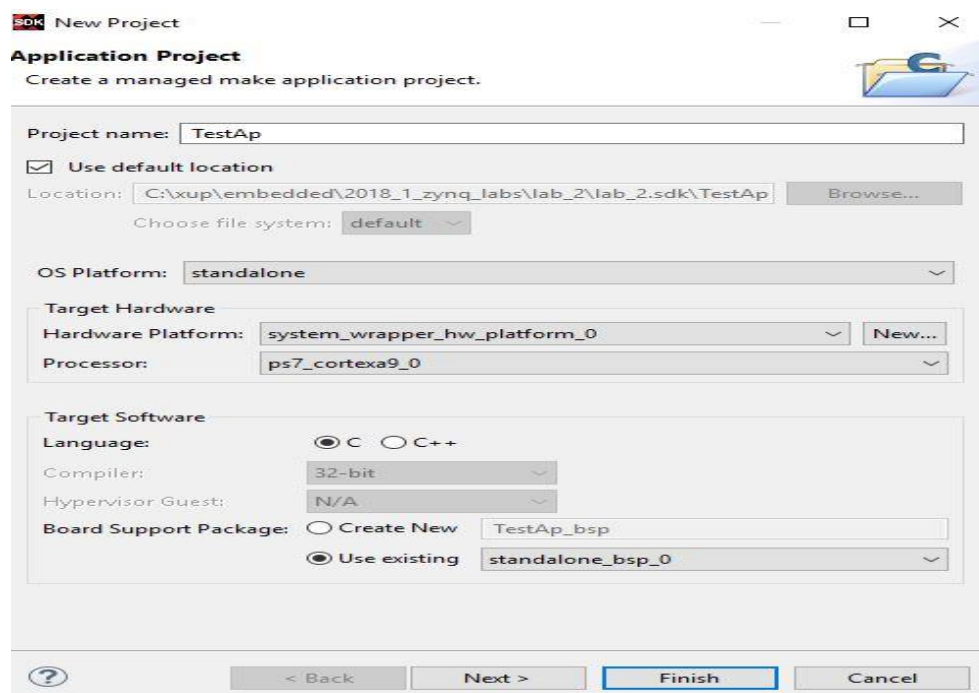 SDK New Project
Application Project
Create a managed make application project.
Project name: TestAp
Use default location
Location: C:\xup\embedded\2018_1_zynq_labs\lab_2\lab_2.sdk\TestAp Browse...
Choose file system: default
OS Platform: standalone
Target Hardware
Hardware Platform: system_wrapper_hw_platform_0 New...
Processor: ps7_cortexa9_0
Target Software
Language: C C++
Compiler: 32-bit
Hypervisor Guest: N/A
Board Support Package: Create New TestAp_bsp
Use existing standalone_bsp_0
? < Back Next > Finish Cancel